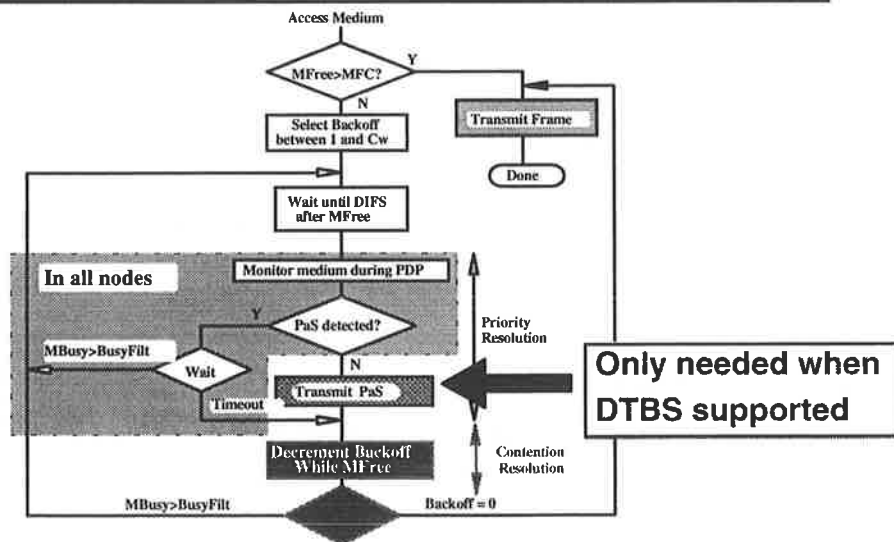 Access Medium
MFree>MFC?
Y
N
Select Backoff
between 1 and Cw
Transmit Frame
Done
Wait until DIFS
after MFree
In all nodes
Monitor medium during PDP
PaS detected?
Y
N
Priority
Resolution
MBusy>BusyFilt
Wait
Transmit PaS
Only needed when
DTBS supported
Timeout
Decrement Backoff
While MFree
Contention
Resolution
MBusy>BusyFilt
Backoff = 0